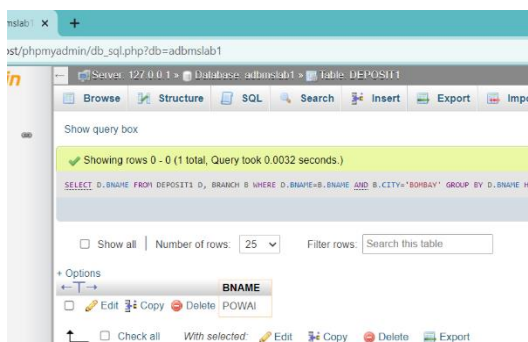 mslab1 × +
ost/phpmyadmin/db_sql.php?db=adbmslab1
in
Server: 127.0.0.1 » Database: adbmslab1 » Table: DEPOSIT1
Browse Structure SQL Search Insert Export Impo
Show query box
Showing rows 0 - 0 (1 total, Query took 0.0032 seconds.)
SELECT D.BNAME FROM DEPOSIT1 D, BRANCH B WHERE D.BNAME=B.BNAME AND B.CITY='BOMBAY' GROUP BY D.BNAME H
Show all Number of rows: 25 Filter rows: Search this table
+ Options
←T→ BNAME
Edit Copy Delete POWAI
Check all With selected: Edit Copy Delete Export